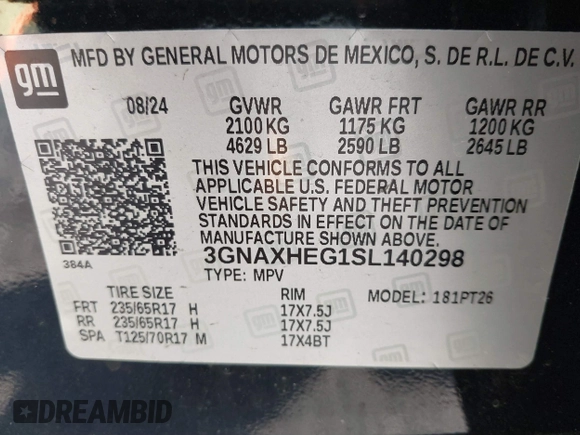 gm
MFD BY GENERAL MOTORS DE MEXICO, S. DE R.L. DE C.V.
08/24 GVWR GAWR FRT GAWR RR
2100 KG 1175 KG 1200 KG
4629 LB 2590 LB 2645 LB
THIS VEHICLE CONFORMS TO ALL
APPLICABLE U.S. FEDERAL MOTOR
VEHICLE SAFETY AND THEFT PREVENTION
STANDARDS IN EFFECT ON THE DATE OF
MANUFACTURE SHOWN ABOVE.
384A
3GNAXHEG1SL140298
TYPE: MPV
TIRE SIZE RIM MODEL: 181PT26
FRT 235/65R17 H 17X7.5J
RR 235/65R17 H 17X7.5J
SPA T125/70R17 M 17X4BT
DREAMBID